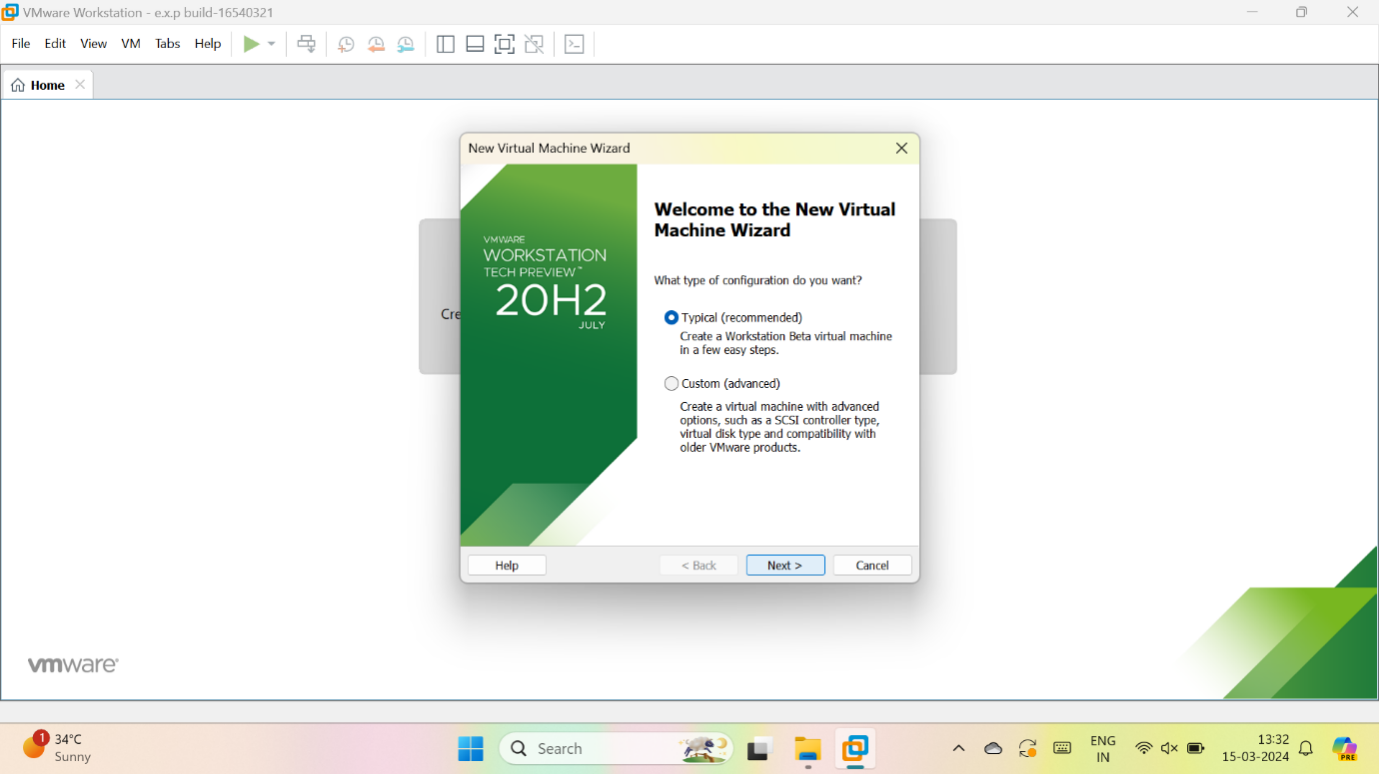 VMware Workstation - e.x.p build-16540321
File Edit View VM Tabs Help
Home
New Virtual Machine Wizard
VMWARE
WORKSTATION
TECH PREVIEW™
20H2
JULY
Welcome to the New Virtual
Machine Wizard
What type of configuration do you want?
Typical (recommended)
Create a Workstation Beta virtual machine
in a few easy steps.
Custom (advanced)
Create a virtual machine with advanced
options, such as a SCSI controller type,
virtual disk type and compatibility with
older VMware products.
Cre
Help < Back Next > Cancel
vmware®
1
34°C
Sunny
Search
ENG
IN
13:32
15-03-2024
PRE